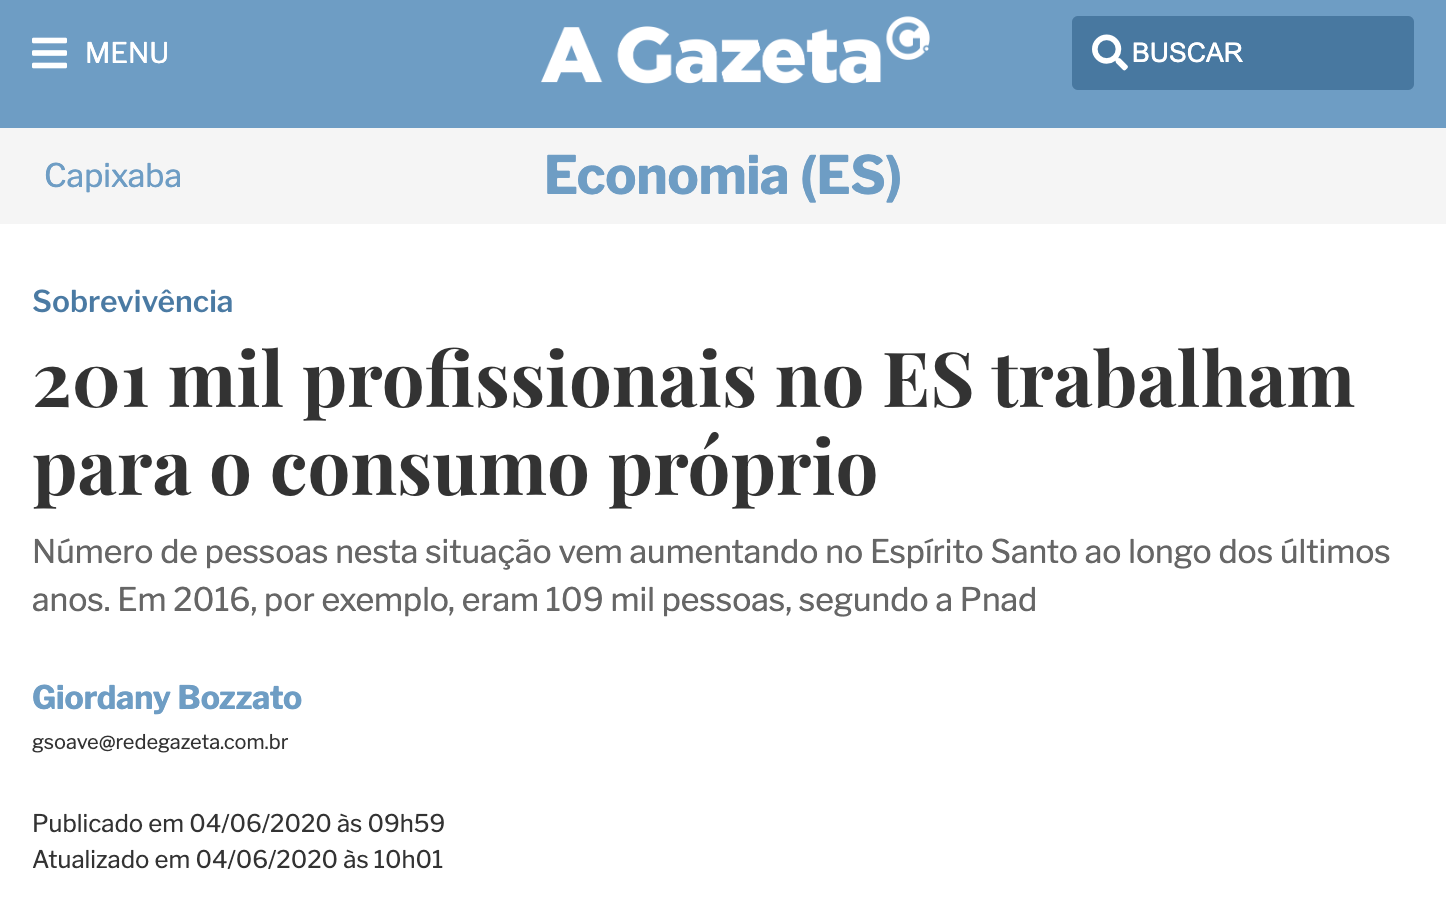 MENU
A Gazeta
BUSCAR
Capixaba
Economia (ES)
Sobrevivência
201 mil profissionais no ES trabalham
para o consumo próprio
Número de pessoas nesta situação vem aumentando no Espírito Santo ao longo dos últimos
anos. Em 2016, por exemplo, eram 109 mil pessoas, segundo a Pnad
Giordany Bozzato
gsoave@redegazeta.com.br
Publicado em 04/06/2020 às 09h59
Atualizado em 04/06/2020 às 10h01